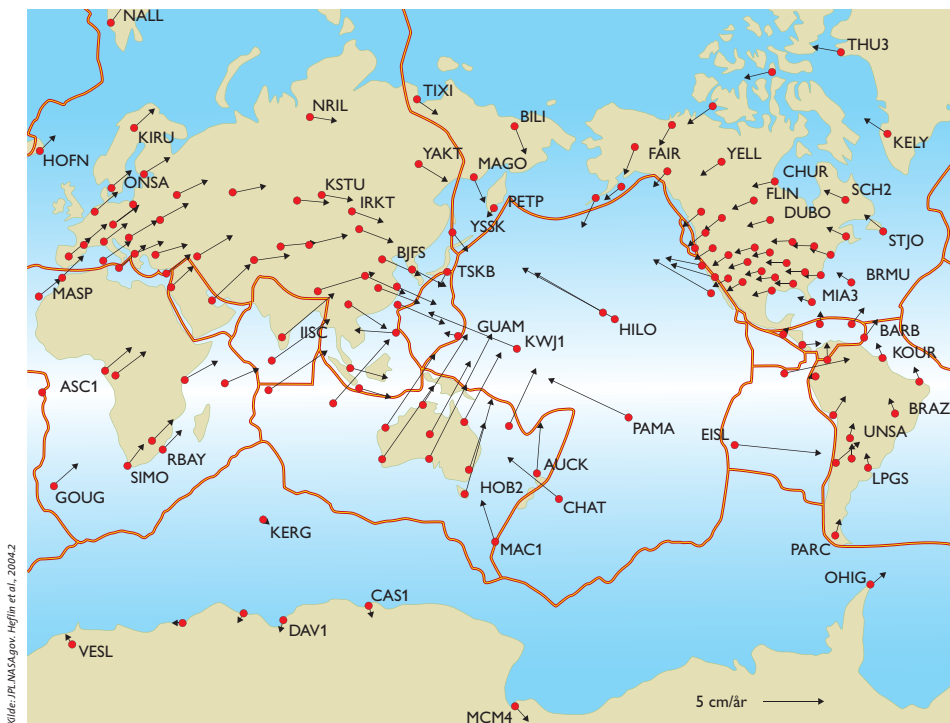 NALL
THU3
TIXI
NRIL
BILI
KIRU
KELY
HOFN
FAIR
YELL
YAKT
MAGO
CHUR
ONSA
KSTU
FLIN
SCH2
PETP
IRKT
DUBO
YSSK
STJO
BJFS
TSKB
BRMU
MASP
MIA3
IISC
GUAM
HILO
BARB
KWJ1
KOUR
ASC1
BRAZ
PAMA
EISL
UNSA
RBAY
SIMO
AUCK
LPGS
HOB2
GOUG
CHAT
KERG
MAC1
PARC
OHIG
CAS1
DAV1
VESL
5 cm/år
MCM4
Kilde: JPL.NASA.gov. Heflin et al., 2004.2